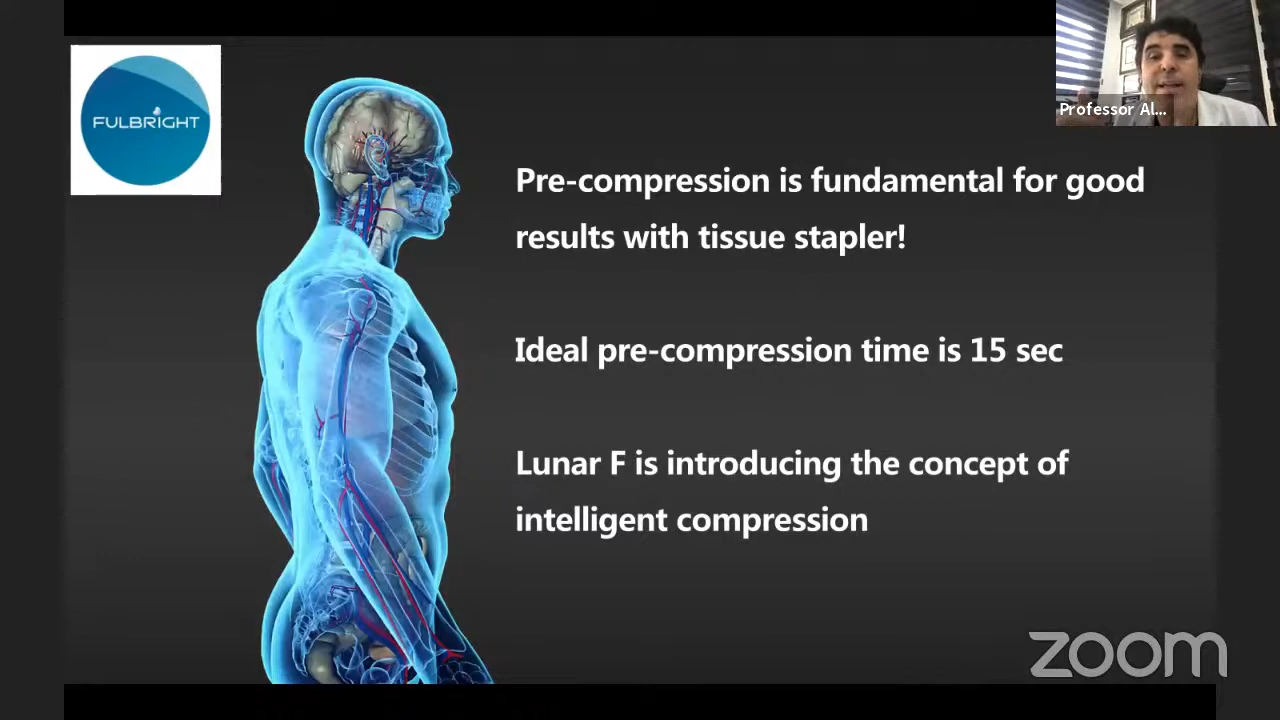 FULBRIGHT
Professor Al...
Pre-compression is fundamental for good
results with tissue stapler!
Ideal pre-compression time is 15 sec
Lunar F is introducing the concept of
intelligent compression
zoom